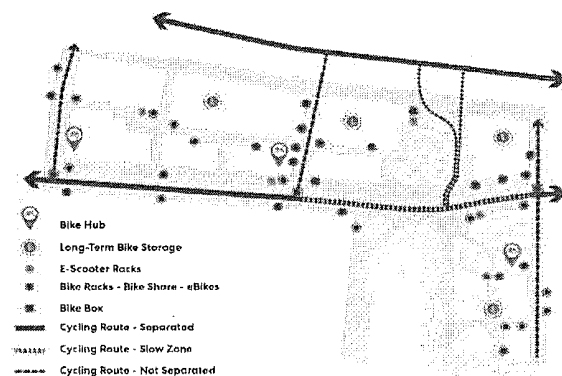 Bike Hub
Long-Term Bike Storage
E-Scooter Racks
Bike Racks - Bike Share - eBikes
Bike Box
Cycling Route - Separated
Cycling Route - Slow Zone
Cycling Route - Not Separated